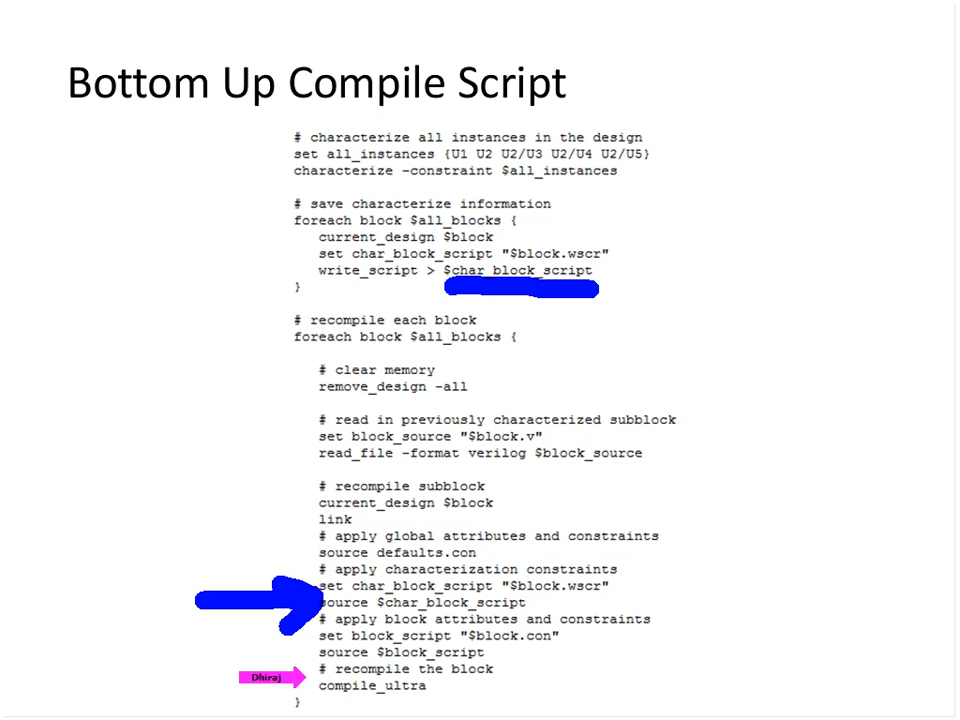 Bottom Up Compile Script
# characterize all instances in the design
set all_instances {U1 U2 U2/U3 U2/U4 U2/U5}
characterize -constraint $all_instances
# save characterize information
foreach block $all_blocks {
current_design $block
set char_block_script "$block.wscr"
write_script > $char_block_script
}
# recompile each block
foreach block $all_blocks {
# clear memory
remove_design -all
# read in previously characterized subblock
set block_source "$block.v"
read_file -format verilog $block_source
# recompile subblock
current_design $block
link
# apply global attributes and constraints
source defaults.con
# apply characterization constraints
set char_block_script "$block.wscr"
source $char_block_script
# apply block attributes and constraints
set block_script "$block.con"
source $block_script
# recompile the block
Dhiraj
compile_ultra
}